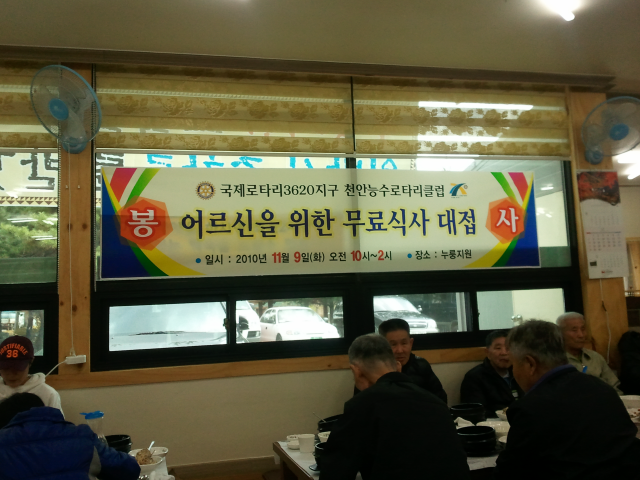 국제로타리3620지구 천안능수로타리클럽
봉 어르신을 위한 무료식사 대접 사
• 일시 : 2010년 11월 9일(화) 오전 10시~2시 • 장소 : 누룽지원
36